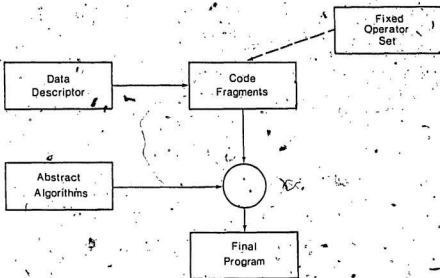 Fixed
Operator
Set
Data
Descriptor
Code
Fragments
Abstract
Algorithms
Final
Program